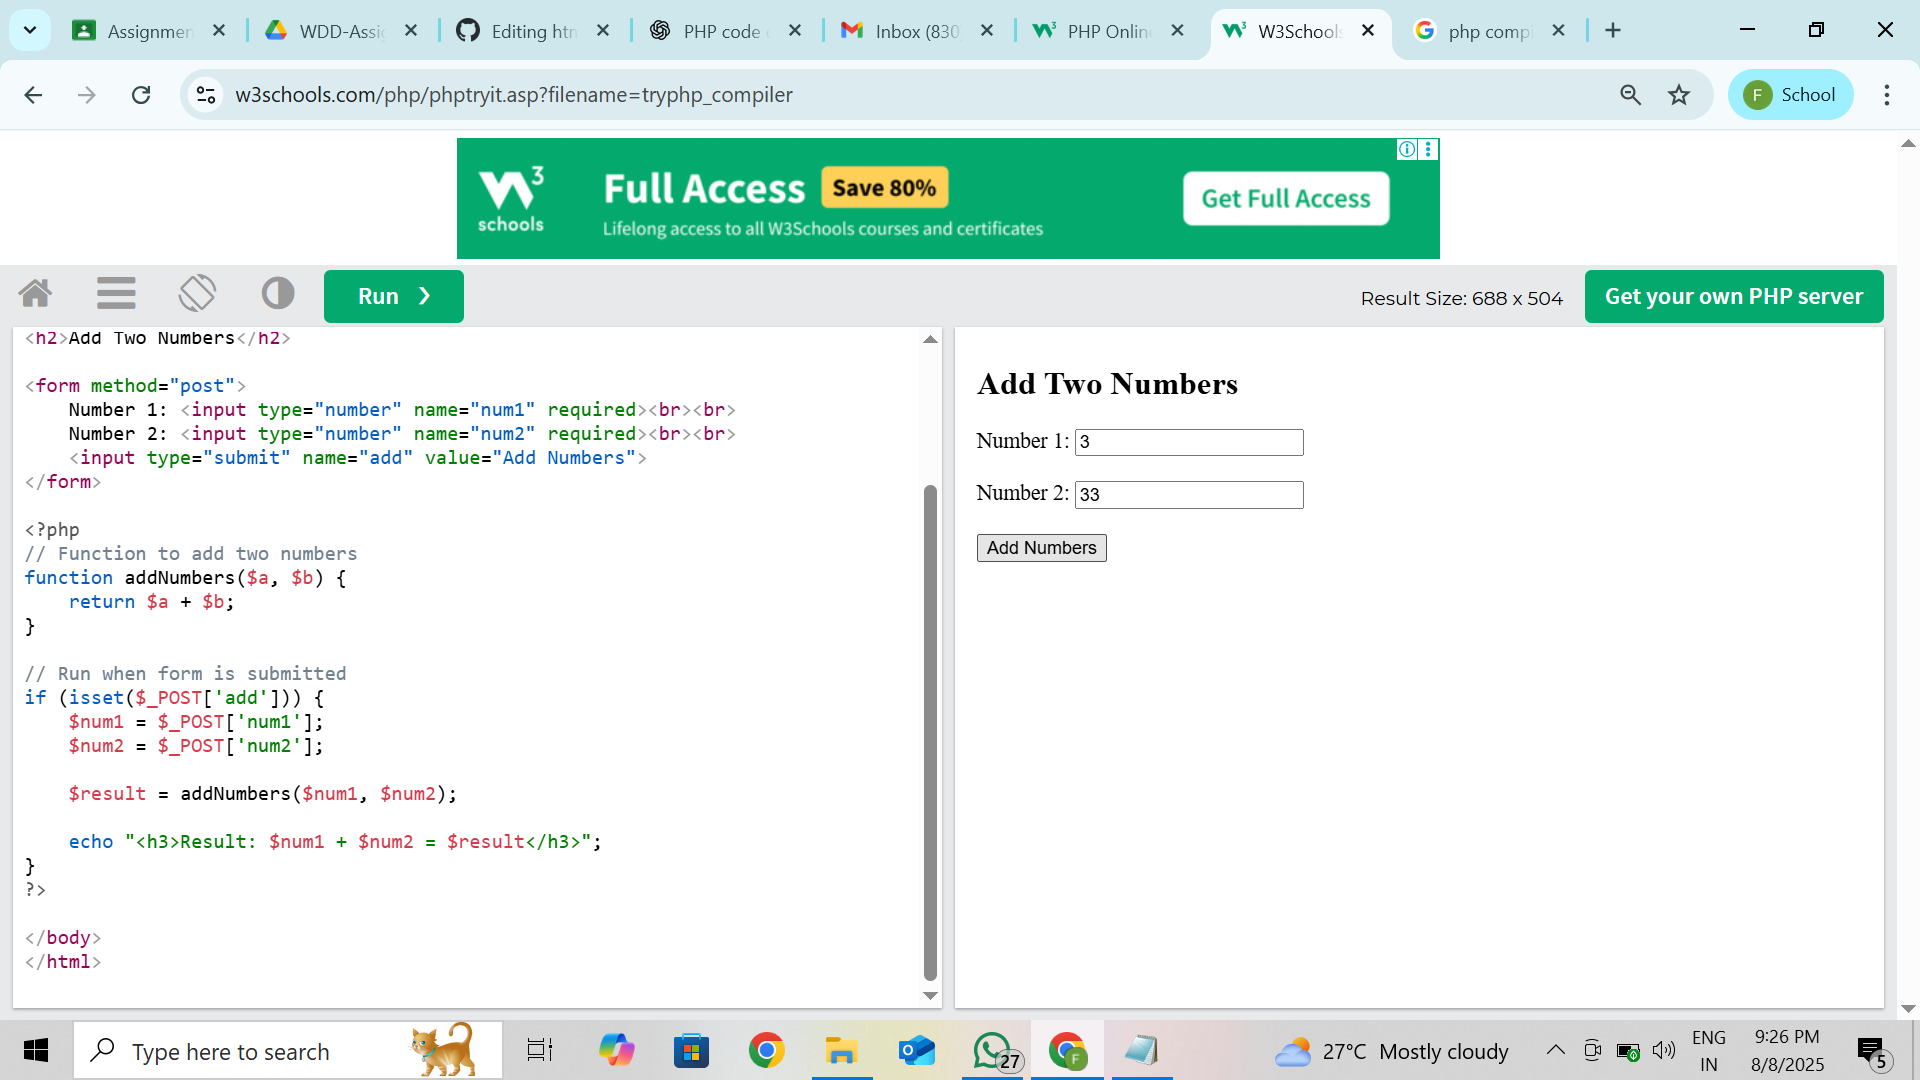 Assignmen
WDD-Assig
Editing htm
PHP code
Inbox (830
PHP Online
W3Schools
php compi
w3schools.com/php/phptryit.asp?filename=tryphp_compiler
F School
W3 schools
Full Access Save 80%
Lifelong access to all W3Schools courses and certificates
Get Full Access
Run ❯
Result Size: 688 x 504
Get your own PHP server
<h2>Add Two Numbers</h2>
<form method="post">
    Number 1: <input type="number" name="num1" required><br><br>
    Number 2: <input type="number" name="num2" required><br><br>
    <input type="submit" name="add" value="Add Numbers">
</form>
<?php
// Function to add two numbers
function addNumbers($a, $b) {
    return $a + $b;
}
// Run when form is submitted
if (isset($_POST['add'])) {
    $num1 = $_POST['num1'];
    $num2 = $_POST['num2'];
    $result = addNumbers($num1, $num2);
    echo "<h3>Result: $num1 + $num2 = $result</h3>";
}
?>
</body>
</html>
Add Two Numbers
Number 1: 3
Number 2: 33
Add Numbers
Type here to search
27
F
27°C Mostly cloudy
ENG
IN
9:26 PM
8/8/2025
5